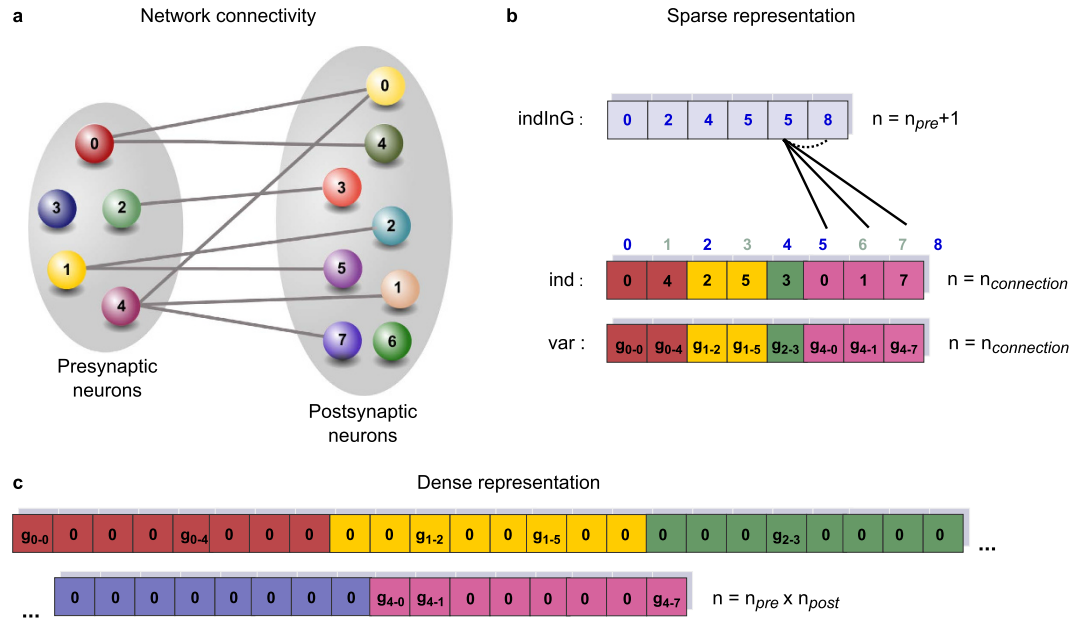 a Network connectivity
0
0
4
3
3
2
2
1
5
4
1
7
6
Presynaptic
neurons
Postsynaptic
neurons
b Sparse representation
indInG : 0 2 4 5 5 8 n = npre+1
0 1 2 3 4 5 6 7 8
ind : 0 4 2 5 3 0 1 7 n = nconnection
var : g0-0 g0-4 g1-2 g1-5 g2-3 g4-0 g4-1 g4-7 n = nconnection
c Dense representation
g0-0 0 0 0 g0-4 0 0 0 0 0 g1-2 0 0 g1-5 0 0 0 0 0 g2-3 0 0 0 0 ...
... 0 0 0 0 0 0 0 0 g4-0 g4-1 0 0 0 0 0 g4-7 n = npre x npost